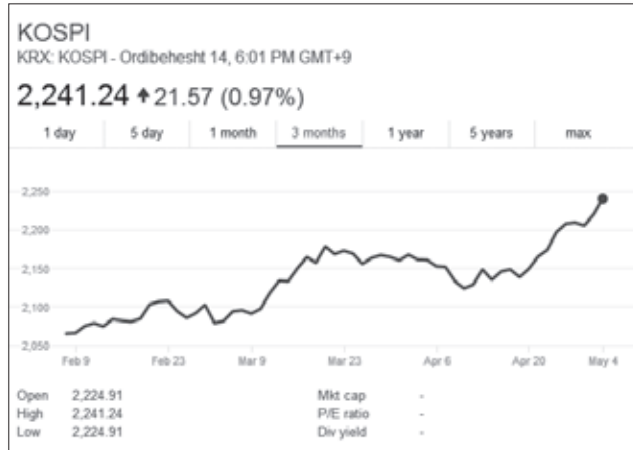 KOSPI
KRX: KOSPI - Ordibehesht 14, 6:01 PM GMT+9
2,241.24 ↑21.57 (0.97%)
1 day 5 day 1 month 3 months 1 year 5 years max
2,250
2,200
2,150
2,100
2,050
Feb 9 Feb 23 Mar 9 Mar 23 Apr 6 Apr 20 May 4
Open 2,224.91 Mkt cap -
High 2,241.24 P/E ratio -
Low 2,224.91 Div yield -